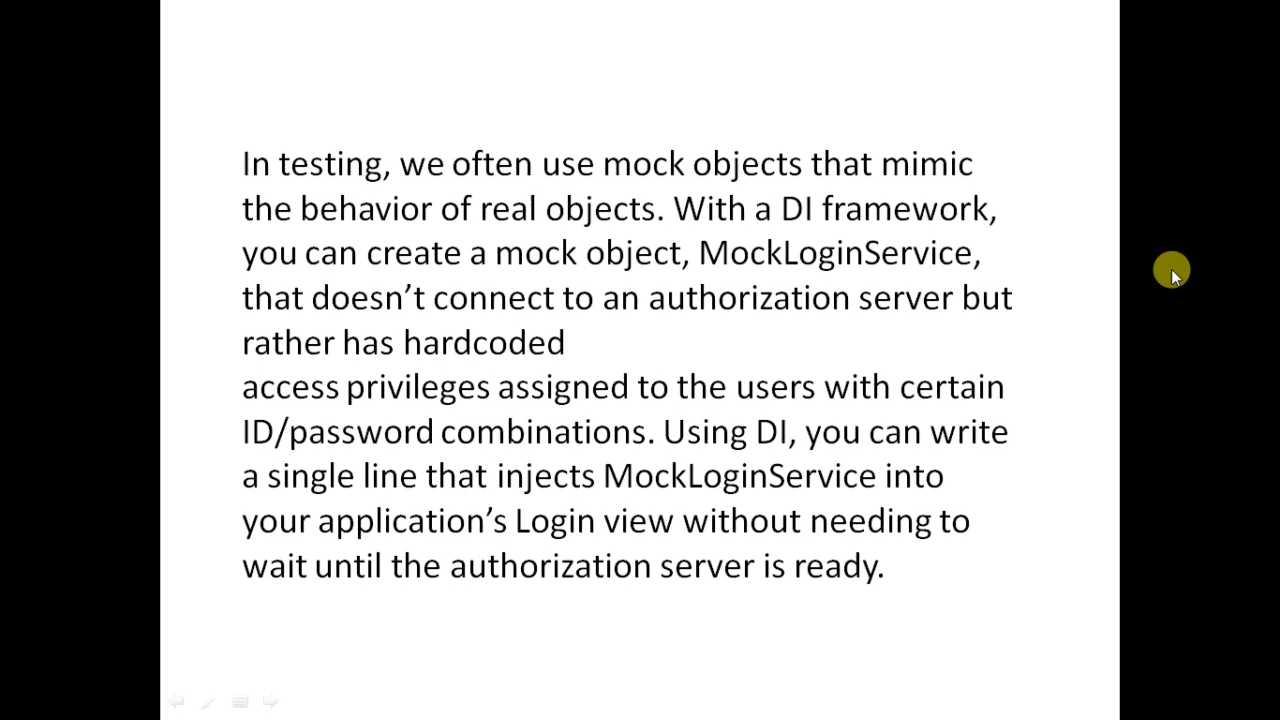 In testing, we often use mock objects that mimic
the behavior of real objects. With a DI framework,
you can create a mock object, MockLoginService,
that doesn’t connect to an authorization server but
rather has hardcoded
access privileges assigned to the users with certain
ID/password combinations. Using DI, you can write
a single line that injects MockLoginService into
your application’s Login view without needing to
wait until the authorization server is ready.